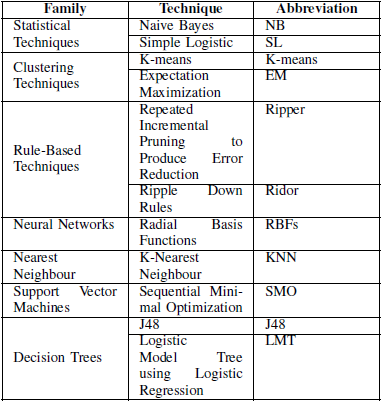 Family Technique Abbreviation
Statistical Techniques Naive Bayes NB
Simple Logistic SL
Clustering Techniques K-means K-means
Expectation Maximization EM
Rule-Based Techniques Repeated Incremental Pruning to Produce Error Reduction Ripper
Ripple Down Rules Ridor
Neural Networks Radial Basis Functions RBFs
Nearest Neighbour K-Nearest Neighbour KNN
Support Vector Machines Sequential Mini-mal Optimization SMO
Decision Trees J48 J48
Logistic Model Tree using Logistic Regression LMT